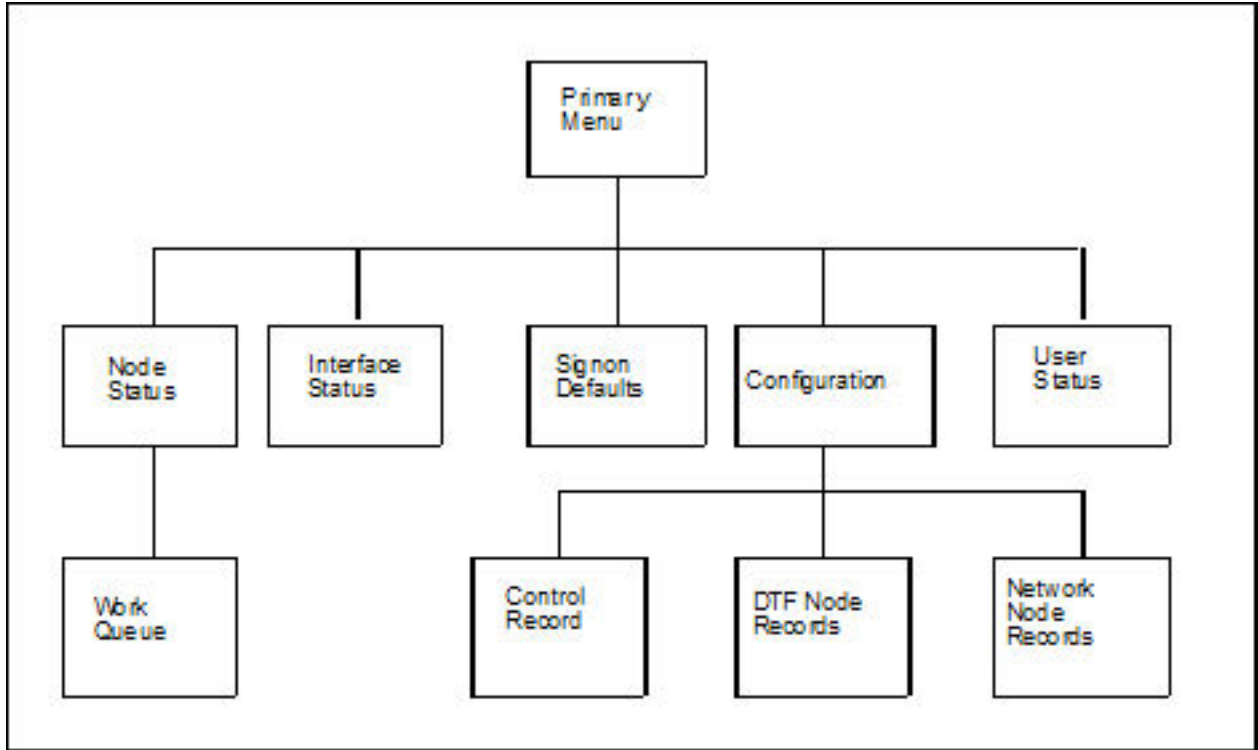 Primary
Menu
Node
Status
Interface
Status
Signon
Defaults
Configuration
User
Status
Work
Queue
Control
Record
DTF Node
Records
Network
Node
Records